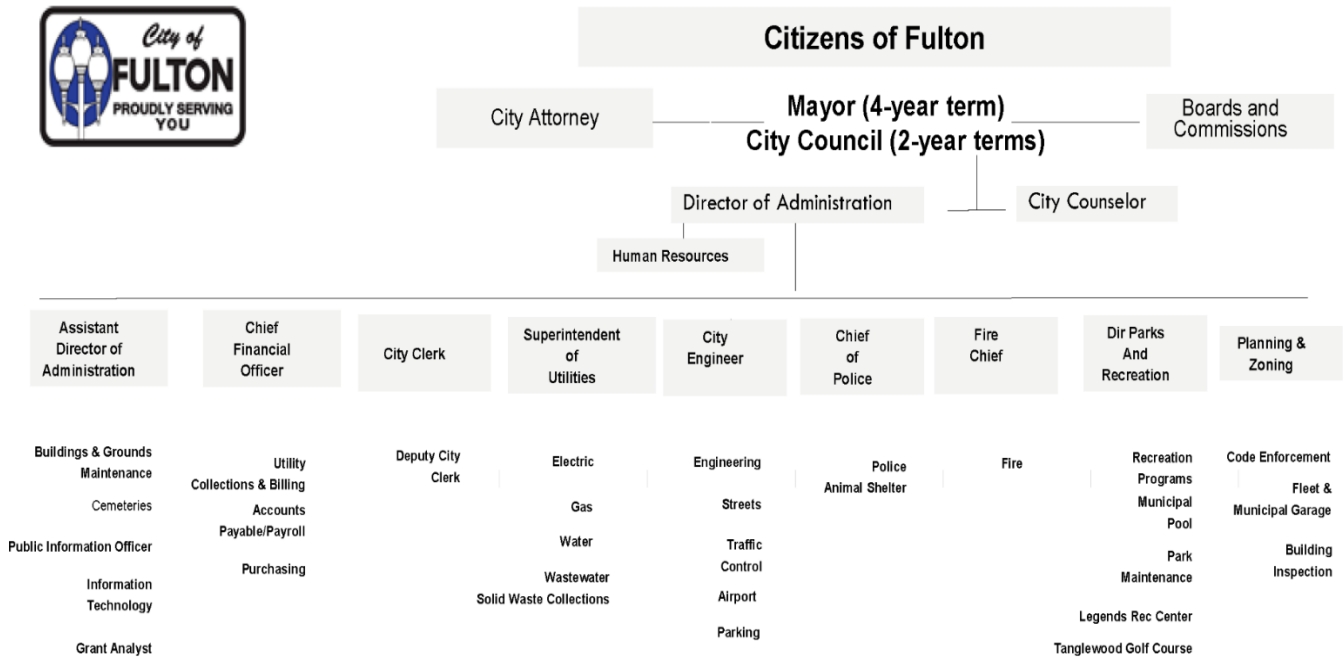 City of
FULTON
PROUDLY SERVING
YOU
Citizens of Fulton
City Attorney
Mayor (4-year term)
City Council (2-year terms)
Boards and
Commissions
Director of Administration
City Counselor
Human Resources
Assistant
Director of
Administration
Chief
Financial
Officer
City Clerk
Superintendent
of
Utilities
City
Engineer
Chief
of
Police
Fire
Chief
Dir Parks
And
Recreation
Planning &
Zoning
Buildings & Grounds
Maintenance
Cemeteries
Public Information Officer
Information
Technology
Grant Analyst
Utility
Collections & Billing
Accounts
Payable/Payroll
Purchasing
Deputy City
Clerk
Electric
Gas
Water
Wastewater
Solid Waste Collections
Engineering
Streets
Traffic
Control
Airport
Parking
Police
Animal Shelter
Fire
Recreation
Programs
Municipal
Pool
Park
Maintenance
Legends Rec Center
Tanglewood Golf Course
Code Enforcement
Fleet &
Municipal Garage
Building
Inspection